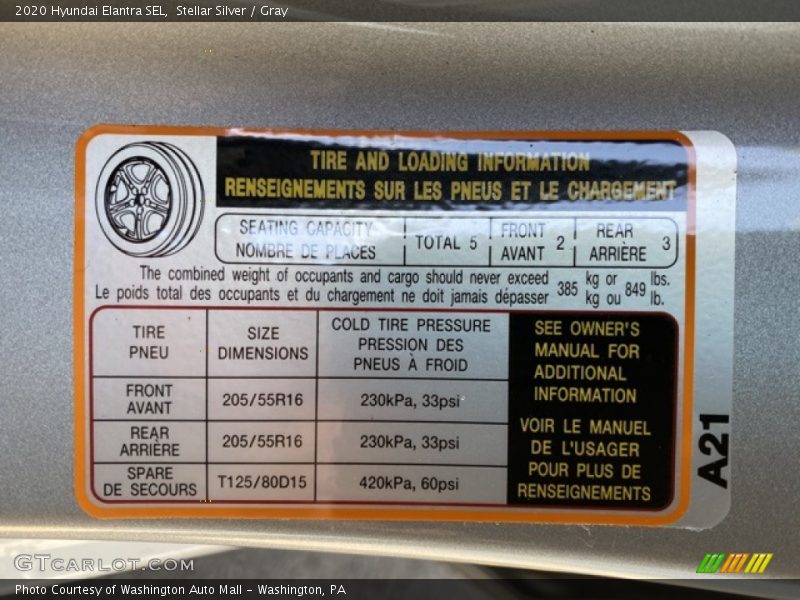 2020 Hyundai Elantra SEL, Stellar Silver / Gray
TIRE AND LOADING INFORMATION
RENSEIGNEMENTS SUR LES PNEUS ET LE CHARGEMENT
SEATING CAPACITY
NOMBRE DE PLACES
TOTAL 5
FRONT
AVANT 2
REAR
ARRIÈRE 3
The combined weight of occupants and cargo should never exceed 385 kg or 849 lbs.
Le poids total des occupants et du chargement ne doit jamais dépasser kg ou lb.
TIRE
PNEU
SIZE
DIMENSIONS
COLD TIRE PRESSURE
PRESSION DES
PNEUS À FROID
FRONT
AVANT
205/55R16
230kPa, 33psi
REAR
ARRIÈRE
205/55R16
230kPa, 33psi
SPARE
DE SECOURS
T125/80D15
420kPa, 60psi
SEE OWNER'S
MANUAL FOR
ADDITIONAL
INFORMATION
VOIR LE MANUEL
DE L'USAGER
POUR PLUS DE
RENSEIGNEMENTS
A21
GTCARLOT.COM
Photo Courtesy of Washington Auto Mall - Washington, PA